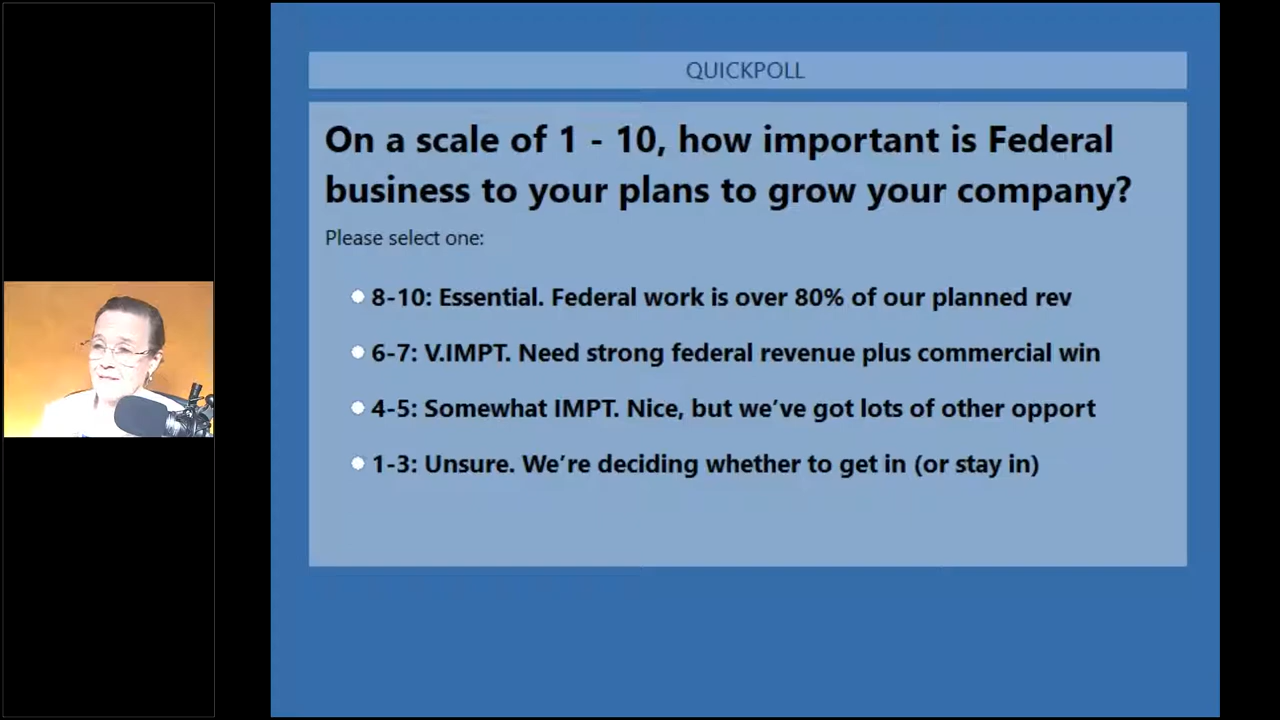 QUICKPOLL
On a scale of 1 - 10, how important is Federal
business to your plans to grow your company?
Please select one:
8-10: Essential. Federal work is over 80% of our planned rev
6-7: V.IMPT. Need strong federal revenue plus commercial win
4-5: Somewhat IMPT. Nice, but we’ve got lots of other opport
1-3: Unsure. We’re deciding whether to get in (or stay in)